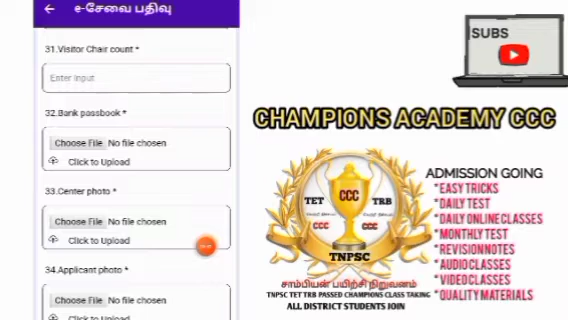 e-சேவை பதிவு
31.Visitor Chair count *
Enter Input
32.Bank passbook *
Choose File No file chosen
Click to Upload
33.Center photo *
Choose File No file chosen
Click to Upload
34.Applicant photo *
Choose File No file chosen
Click to Upload
SUBS
CHAMPIONS ACADEMY CCC
TET
CCC
TRB
CCC
CCC
TNPSC
சாம்பியன் பயிற்சி நிறுவனம்
TNPSC TET TRB PASSED CHAMPIONS CLASS TAKING
ALL DISTRICT STUDENTS JOIN
ADMISSION GOING
*EASY TRICKS
*DAILY TEST
*DAILY ONLINE CLASSES
*MONTHLY TEST
*REVISION NOTES
*AUDIO CLASSES
*VIDEO CLASSES
*QUALITY MATERIALS